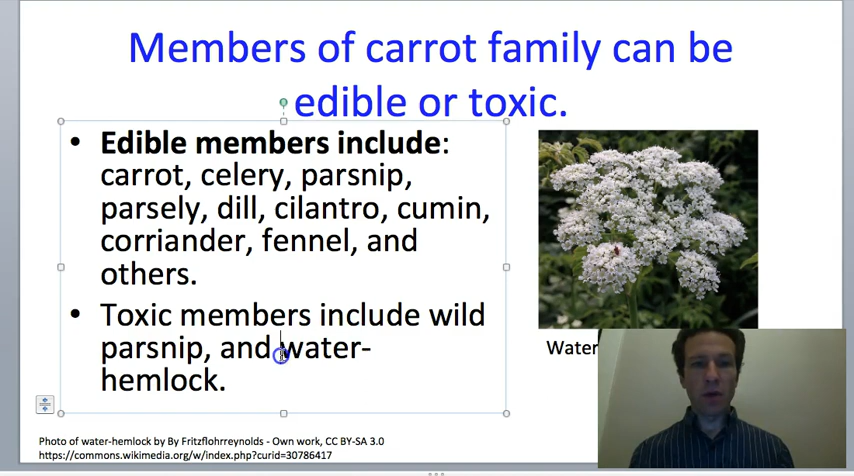 Members of carrot family can be
edible or toxic.
• Edible members include:
carrot, celery, parsnip,
parsely, dill, cilantro, cumin,
corriander, fennel, and
others.
• Toxic members include wild
parsnip, and water-
hemlock.
Water
Photo of water-hemlock by By Fritzflohrreynolds - Own work, CC BY-SA 3.0
https://commons.wikimedia.org/w/index.php?curid=30786417